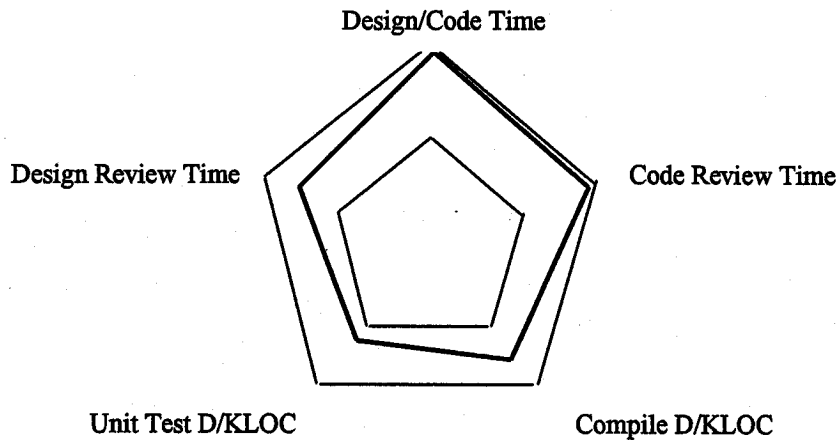 Design/Code Time
Design Review Time
Code Review Time
Unit Test D/KLOC
Compile D/KLOC